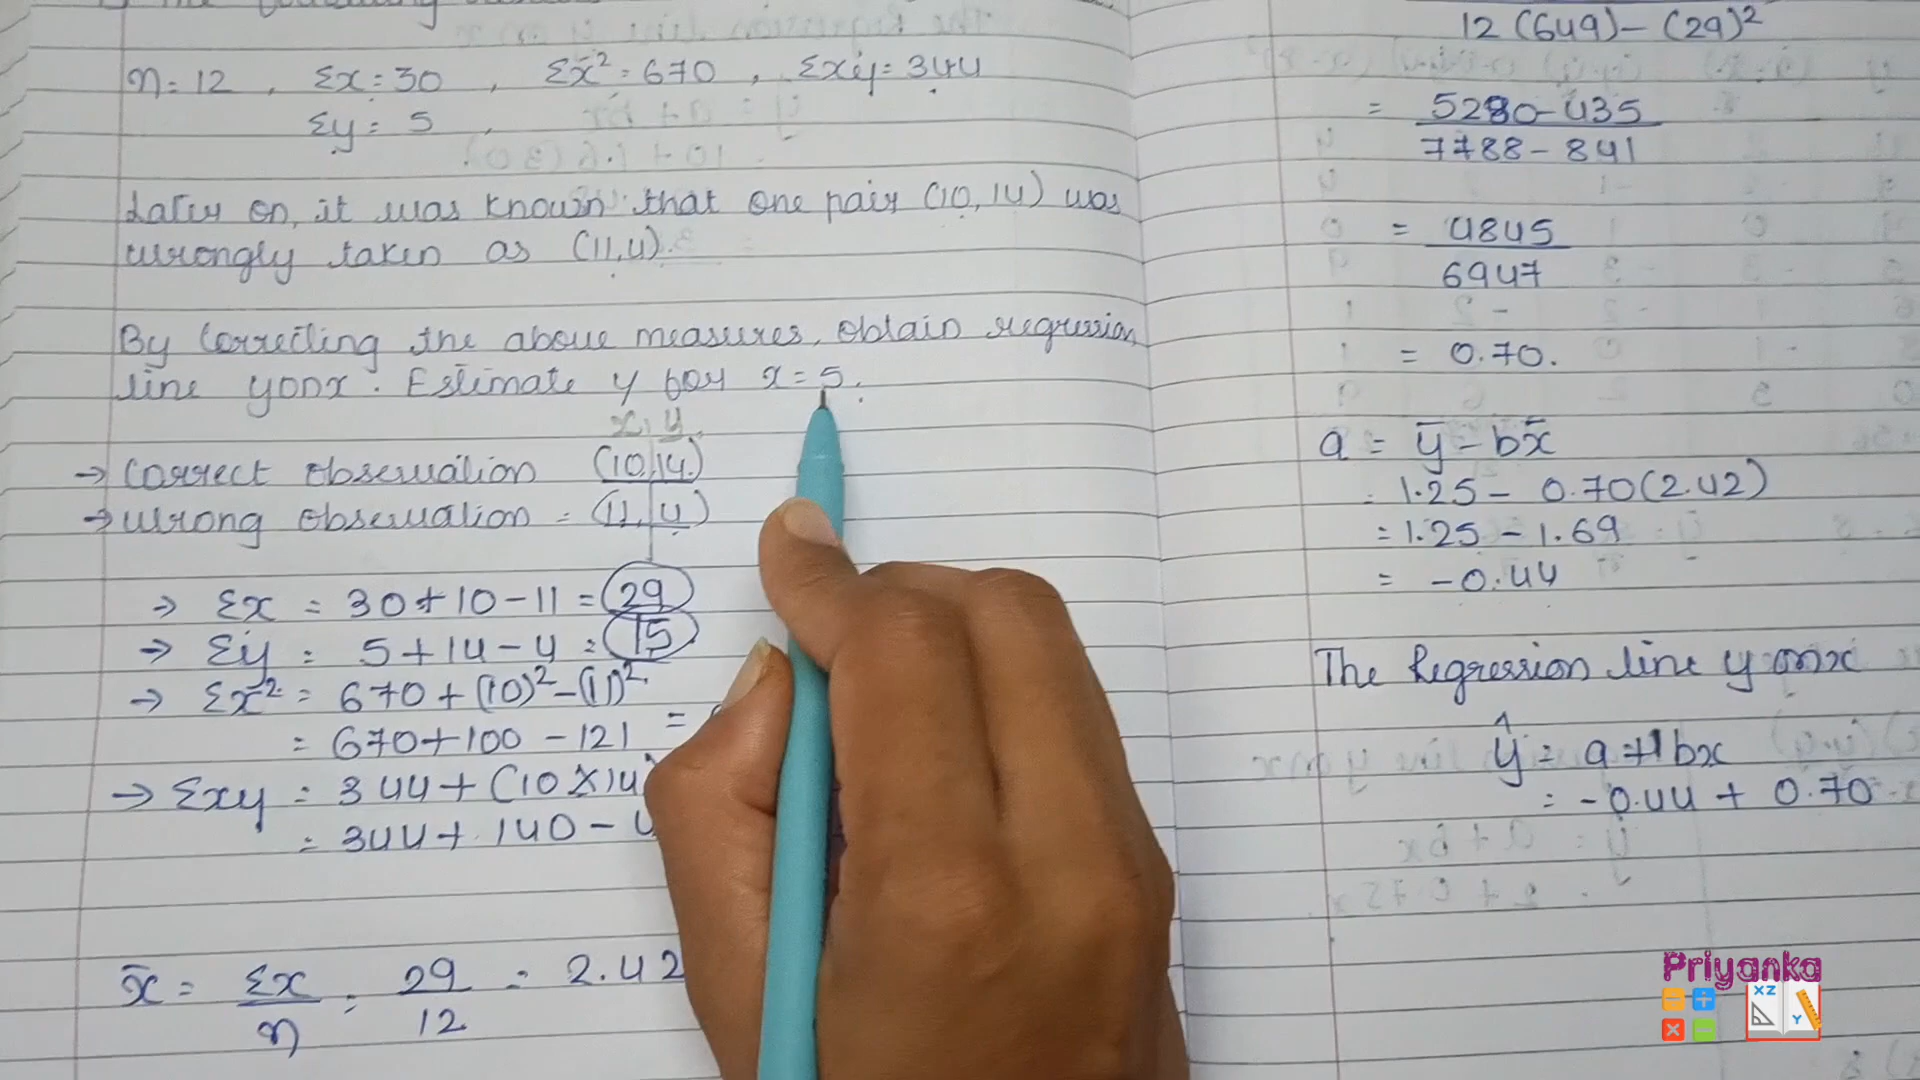 n = 12 , Σx = 30 , Σx² = 670 , Σxy = 344
Σy = 5 ,
Later on, it was known that one pair (10, 14) was
wrongly taken as (11, 4).
By correcting the above measures, obtain regression
line y on x. Estimate y for x = 5.
x, y
→ Correct observation (10, 14)
→ wrong observation = (11, 4)
→ Σx = 30 + 10 - 11 = 29
→ Σy = 5 + 14 - 4 = 15
→ Σx² = 670 + (10)² - (11)²
= 670 + 100 - 121 =
→ Σxy = 344 + (10 × 14
= 344 + 140 - 4
x̄ = Σx / n = 29 / 12 = 2.42
12 (649) - (29)²
= 5280 - 435
7788 - 841
= 4845
6947
= 0.70.
a = ȳ - bx̄
= 1.25 - 0.70 (2.42)
= 1.25 - 1.69
= -0.44
The Regression line y on x
ŷ = a + bx
= -0.44 + 0.70
Priyanka
XZ
Y